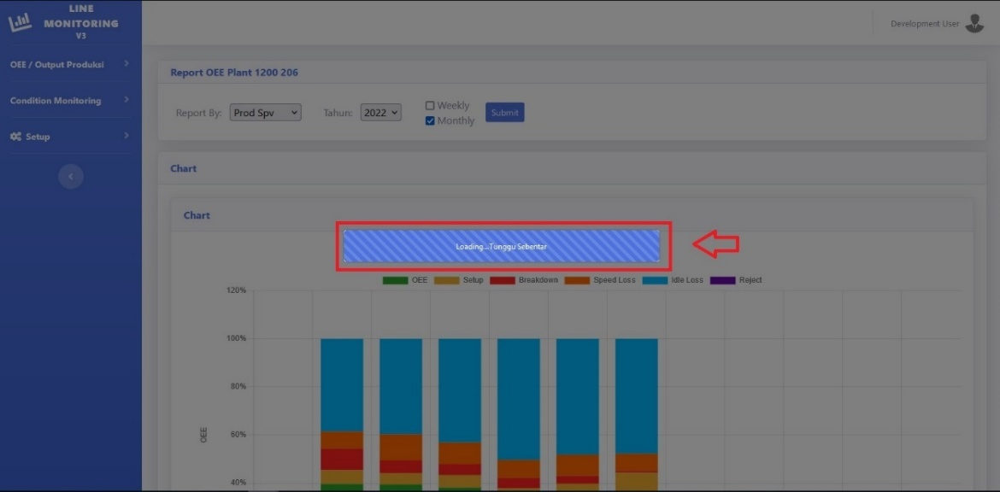 LINE
MONITORING
V3
Development User
OEE / Output Produksi
Condition Monitoring
Setup
Report OEE Plant 1200 206
Report By: Prod Spv Tahun: 2022 Weekly Submit
Monthly
Chart
Chart
Loading...Tunggu Sebentar
OEE Setup Breakdown Speed Loss Idle Loss Reject
120%
100%
80%
60%
40%
OEE